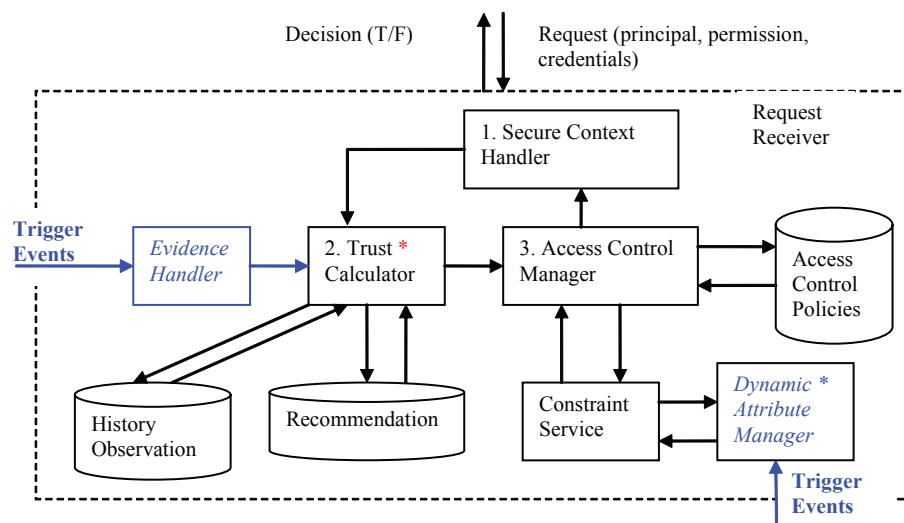 Decision (T/F)
Request (principal, permission,
credentials)
Request
Receiver
1. Secure Context
Handler
Trigger
Events
Evidence
Handler
2. Trust *
Calculator
3. Access Control
Manager
Access
Control
Policies
History
Observation
Recommendation
Constraint
Service
Dynamic *
Attribute
Manager
Trigger
Events